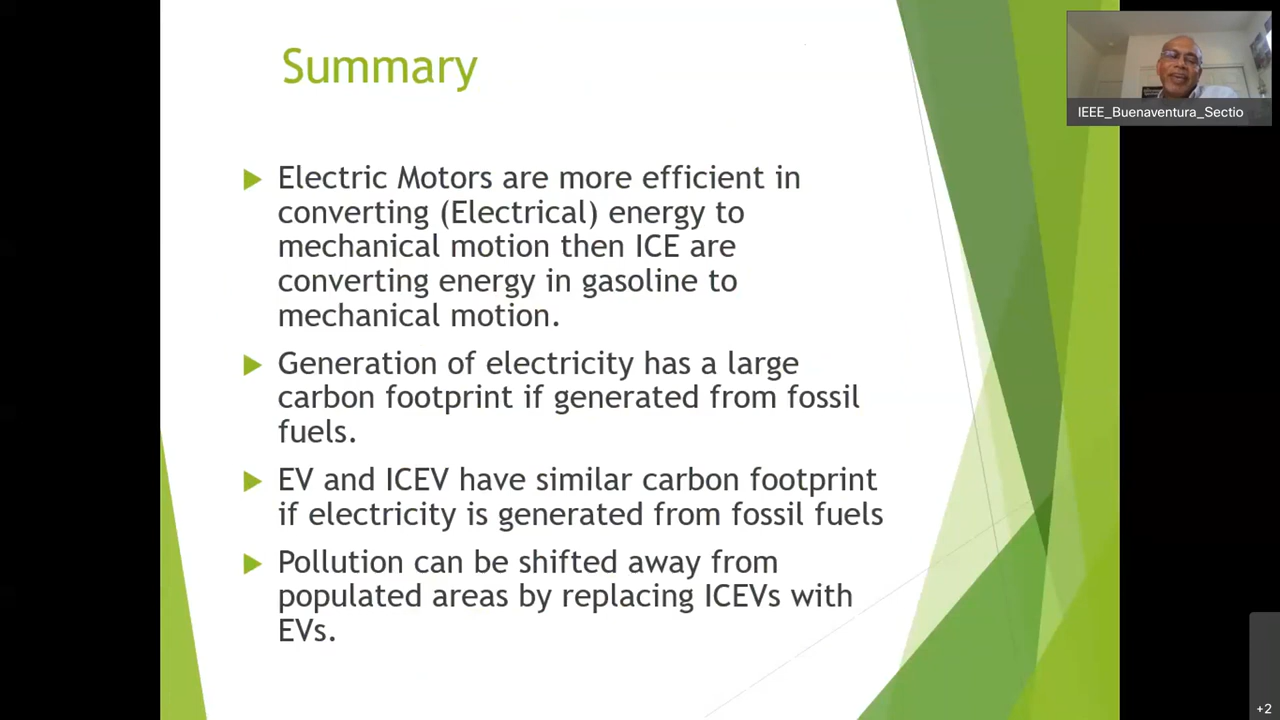 Summary
IEEE_Buenaventura_Sectio
Electric Motors are more efficient in
converting (Electrical) energy to
mechanical motion then ICE are
converting energy in gasoline to
mechanical motion.
Generation of electricity has a large
carbon footprint if generated from fossil
fuels.
EV and ICEV have similar carbon footprint
if electricity is generated from fossil fuels
Pollution can be shifted away from
populated areas by replacing ICEVs with
EVs.
+2